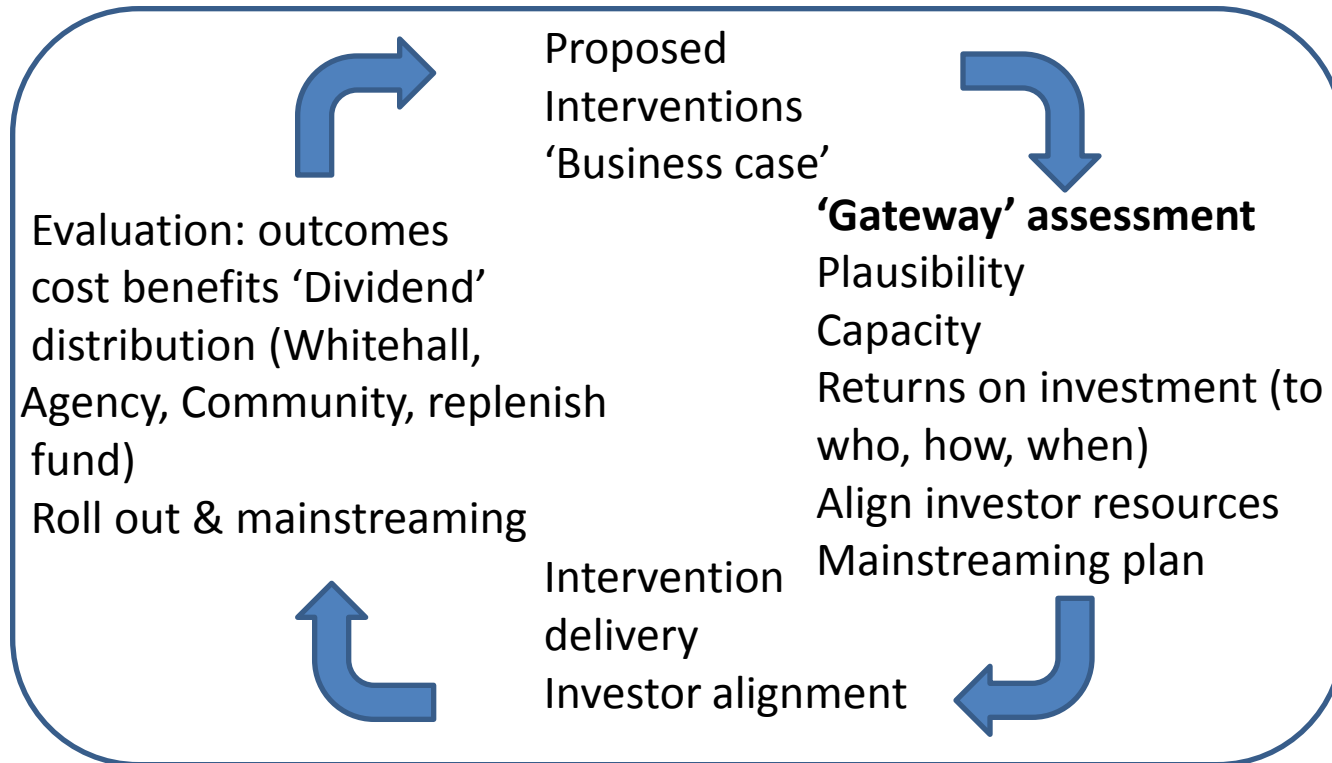 Proposed
Interventions
‘Business case’
‘Gateway’ assessment
Plausibility
Capacity
Returns on investment (to
who, how, when)
Align investor resources
Mainstreaming plan
Intervention
delivery
Investor alignment
Evaluation: outcomes
cost benefits ‘Dividend’
distribution (Whitehall,
Agency, Community, replenish
fund)
Roll out & mainstreaming